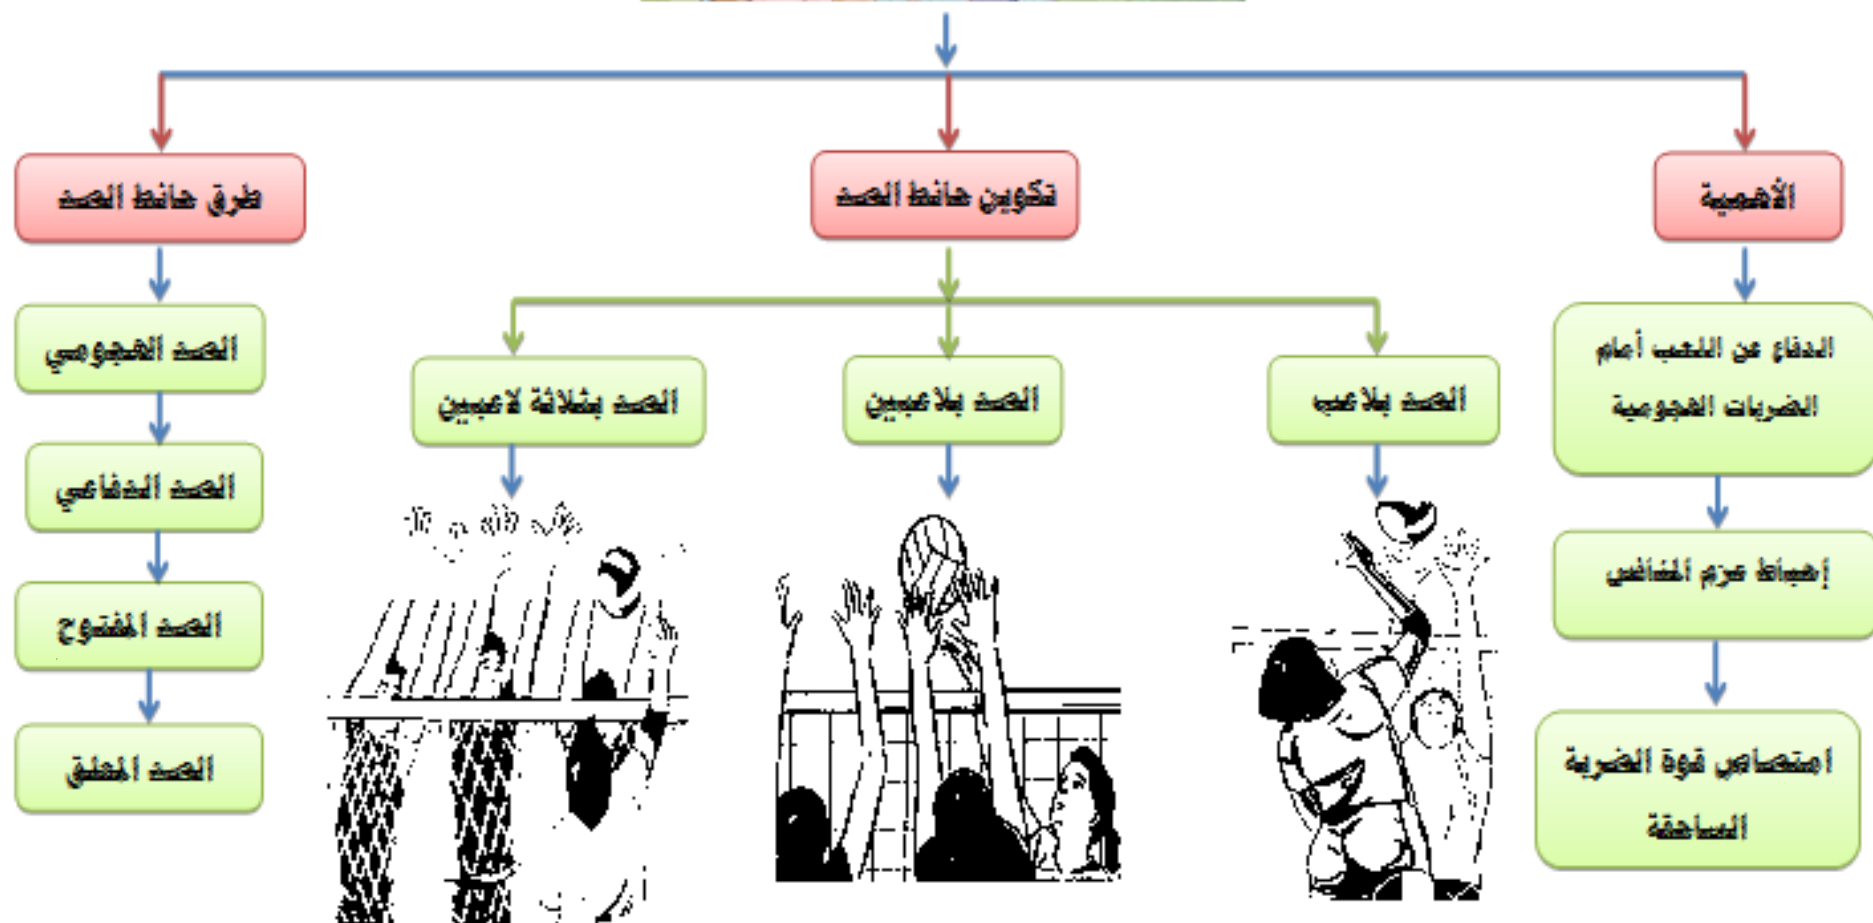 الأهمية
تكوين حائط الصد
طرق حائط الصد
الدفاع عن اللعب أمام
الضربات الهجومية
إحباط عزم المنافس
امتصاص قوة الضربة
الساحقة
الصد بلاعب
الصد بلاعبين
الصد بثلاثة لاعبين
الصد الهجومي
الصد الدفاعي
الصد المفتوح
الصد المغلق